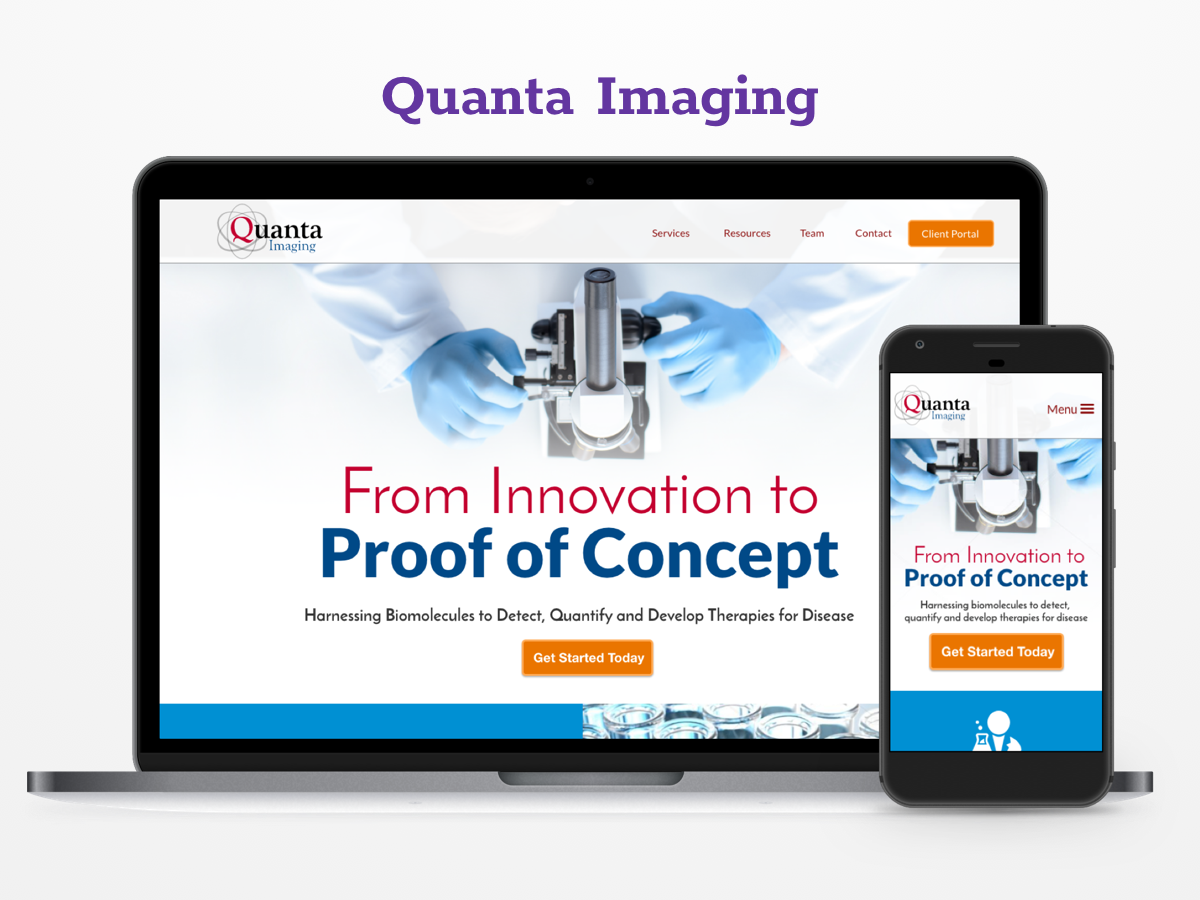 Quanta Imaging
Quanta
Imaging
Services Resources Team Contact Client Portal
From Innovation to
Proof of Concept
Harnessing Biomolecules to Detect, Quantify and Develop Therapies for Disease
Get Started Today
Quanta
Imaging
Menu
From Innovation to
Proof of Concept
Harnessing biomolecules to detect,
quantify and develop therapies for disease
Get Started Today